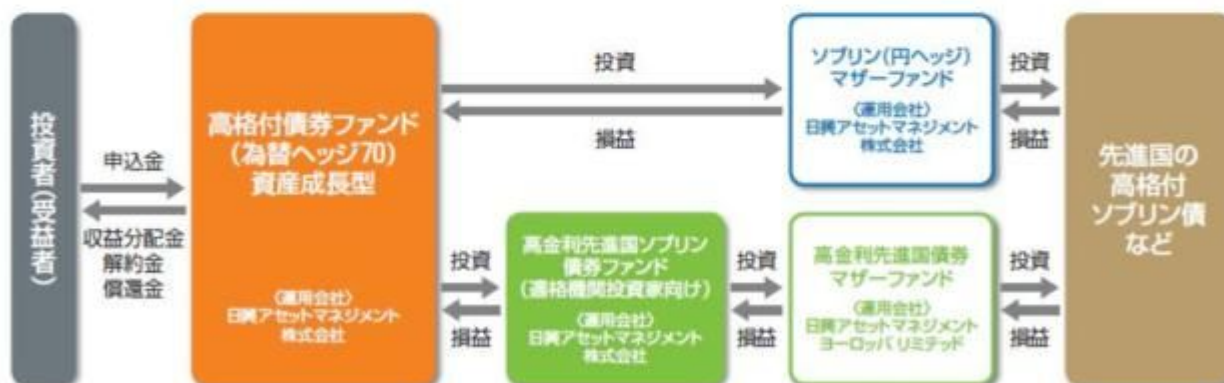 投資者(受益者)
申込金
収益分配金
解約金
償還金
高格付債券ファンド
(為替ヘッジ70)
資産成長型
〈運用会社〉
日興アセットマネジメント
株式会社
投資
損益
ソブリン(円ヘッジ)
マザーファンド
〈運用会社〉
日興アセットマネジメント
株式会社
投資
損益
投資
損益
高金利先進国ソブリン
債券ファンド
(適格機関投資家向け)
〈運用会社〉
日興アセットマネジメント
株式会社
投資
損益
高金利先進国債券
マザーファンド
〈運用会社〉
日興アセットマネジメント
ヨーロッパ リミテッド
投資
損益
先進国の
高格付
ソブリン債
など